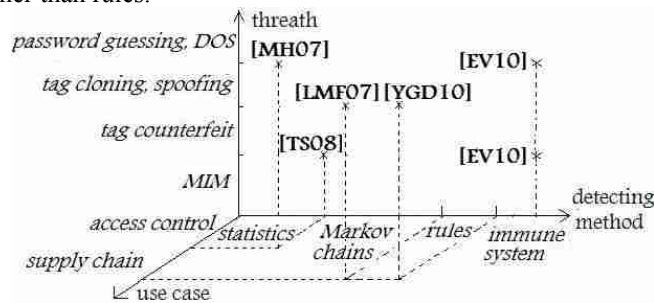 ner than rules.
threath
password guessing, DOS
[MH07]
[EV10]
tag cloning, spoofing
[LMF07] [YGD10]
tag counterfeit
[TS08]
[EV10]
MIM
detecting
method
access control
statistics
Markov
chains
rules
immune
system
supply chain
use case